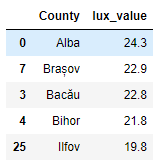 County lux_value
0 Alba 24.3
7 Brașov 22.9
3 Bacău 22.8
4 Bihor 21.8
25 Ilfov 19.8